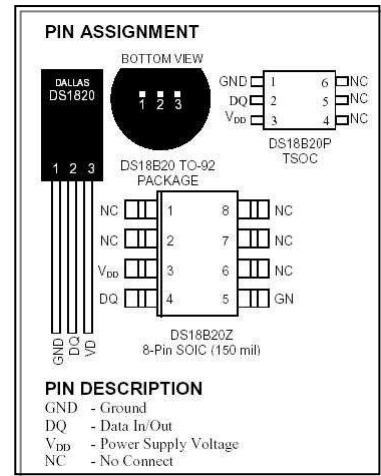 PIN ASSIGNMENT
BOTTOM VIEW
DALLAS
DS1820
1 2 3
GND
DQ
VD
1 2 3
DS18B20 TO-92
PACKAGE
GND 1 6 NC
DQ 2 5 NC
VDD 3 4 NC
DS18B20P
TSOC
NC 1 8 NC
NC 2 7 NC
VDD 3 6 NC
DQ 4 5 GN
DS18B20Z
8-Pin SOIC (150 mil)
PIN DESCRIPTION
GND - Ground
DQ - Data In/Out
VDD - Power Supply Voltage
NC - No Connect